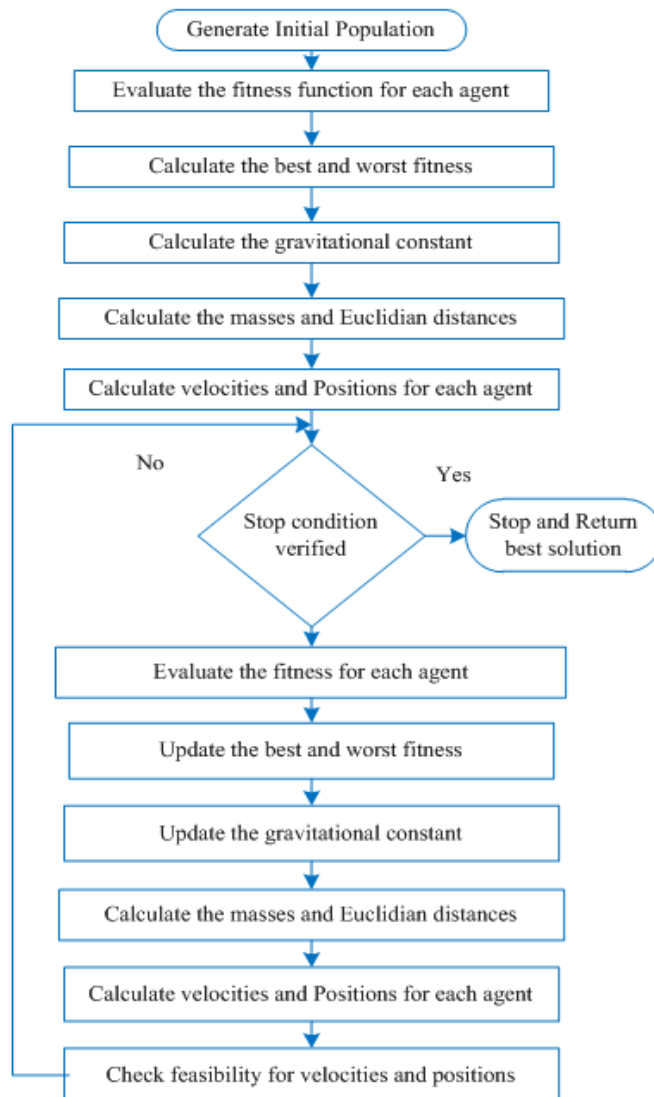 Generate Initial Population
Evaluate the fitness function for each agent
Calculate the best and worst fitness
Calculate the gravitational constant
Calculate the masses and Euclidian distances
Calculate velocities and Positions for each agent
No
Yes
Stop condition
verified
Stop and Return
best solution
Evaluate the fitness for each agent
Update the best and worst fitness
Update the gravitational constant
Calculate the masses and Euclidian distances
Calculate velocities and Positions for each agent
Check feasibility for velocities and positions